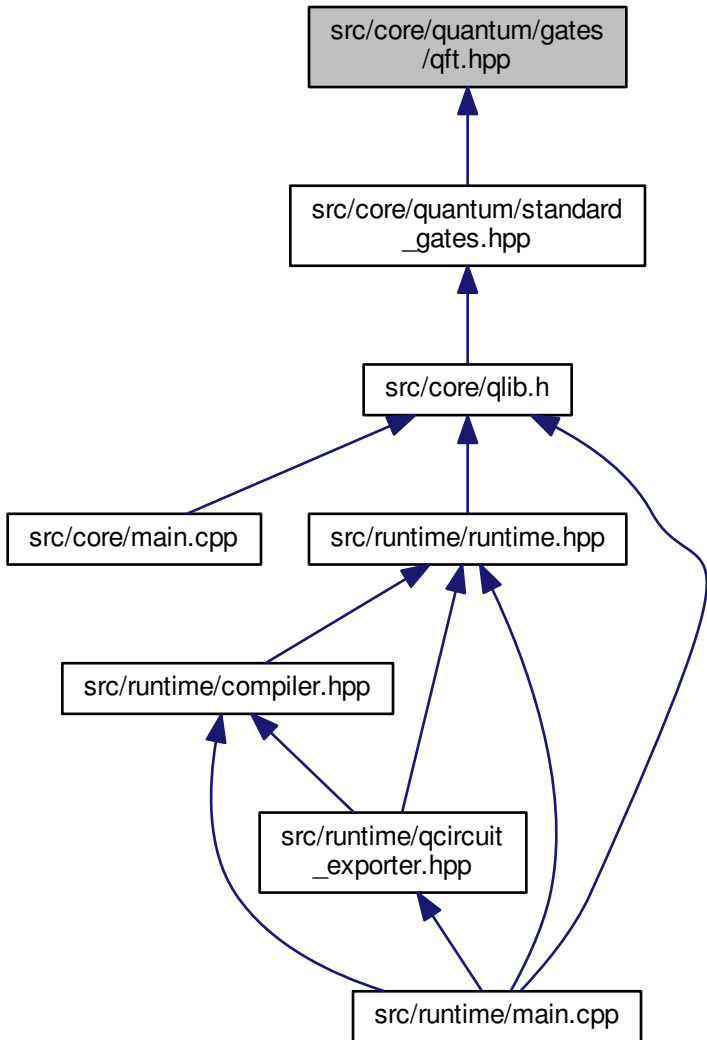 src/core/quantum/gates
/qft.hpp
src/core/quantum/standard
_gates.hpp
src/core/qlib.h
src/core/main.cpp
src/runtime/runtime.hpp
src/runtime/compiler.hpp
src/runtime/qcircuit
_exporter.hpp
src/runtime/main.cpp